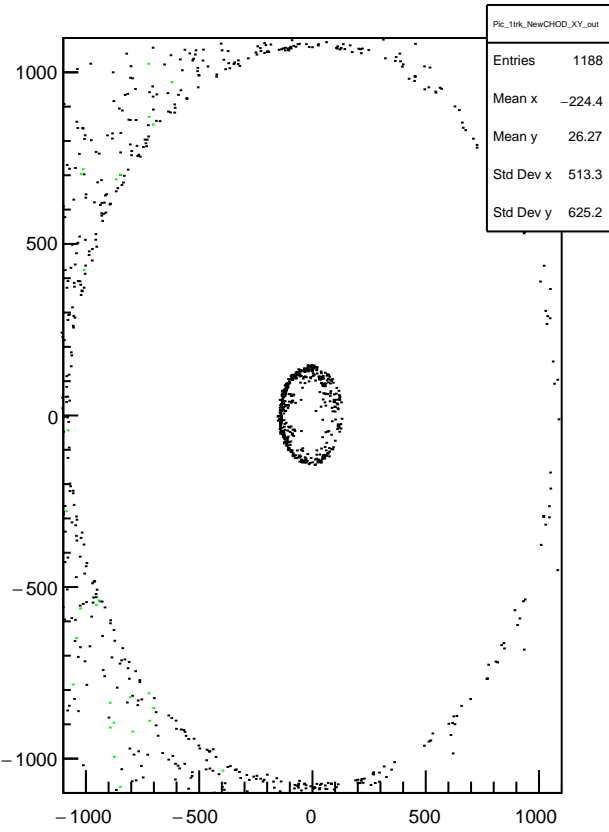 Pic_1trk_NewCHOD_XY_out
Entries 1188
Mean x −224.4
Mean y 26.27
Std Dev x 513.3
Std Dev y 625.2
1000
500
0
−500
−1000
−1000 −500 0 500 1000